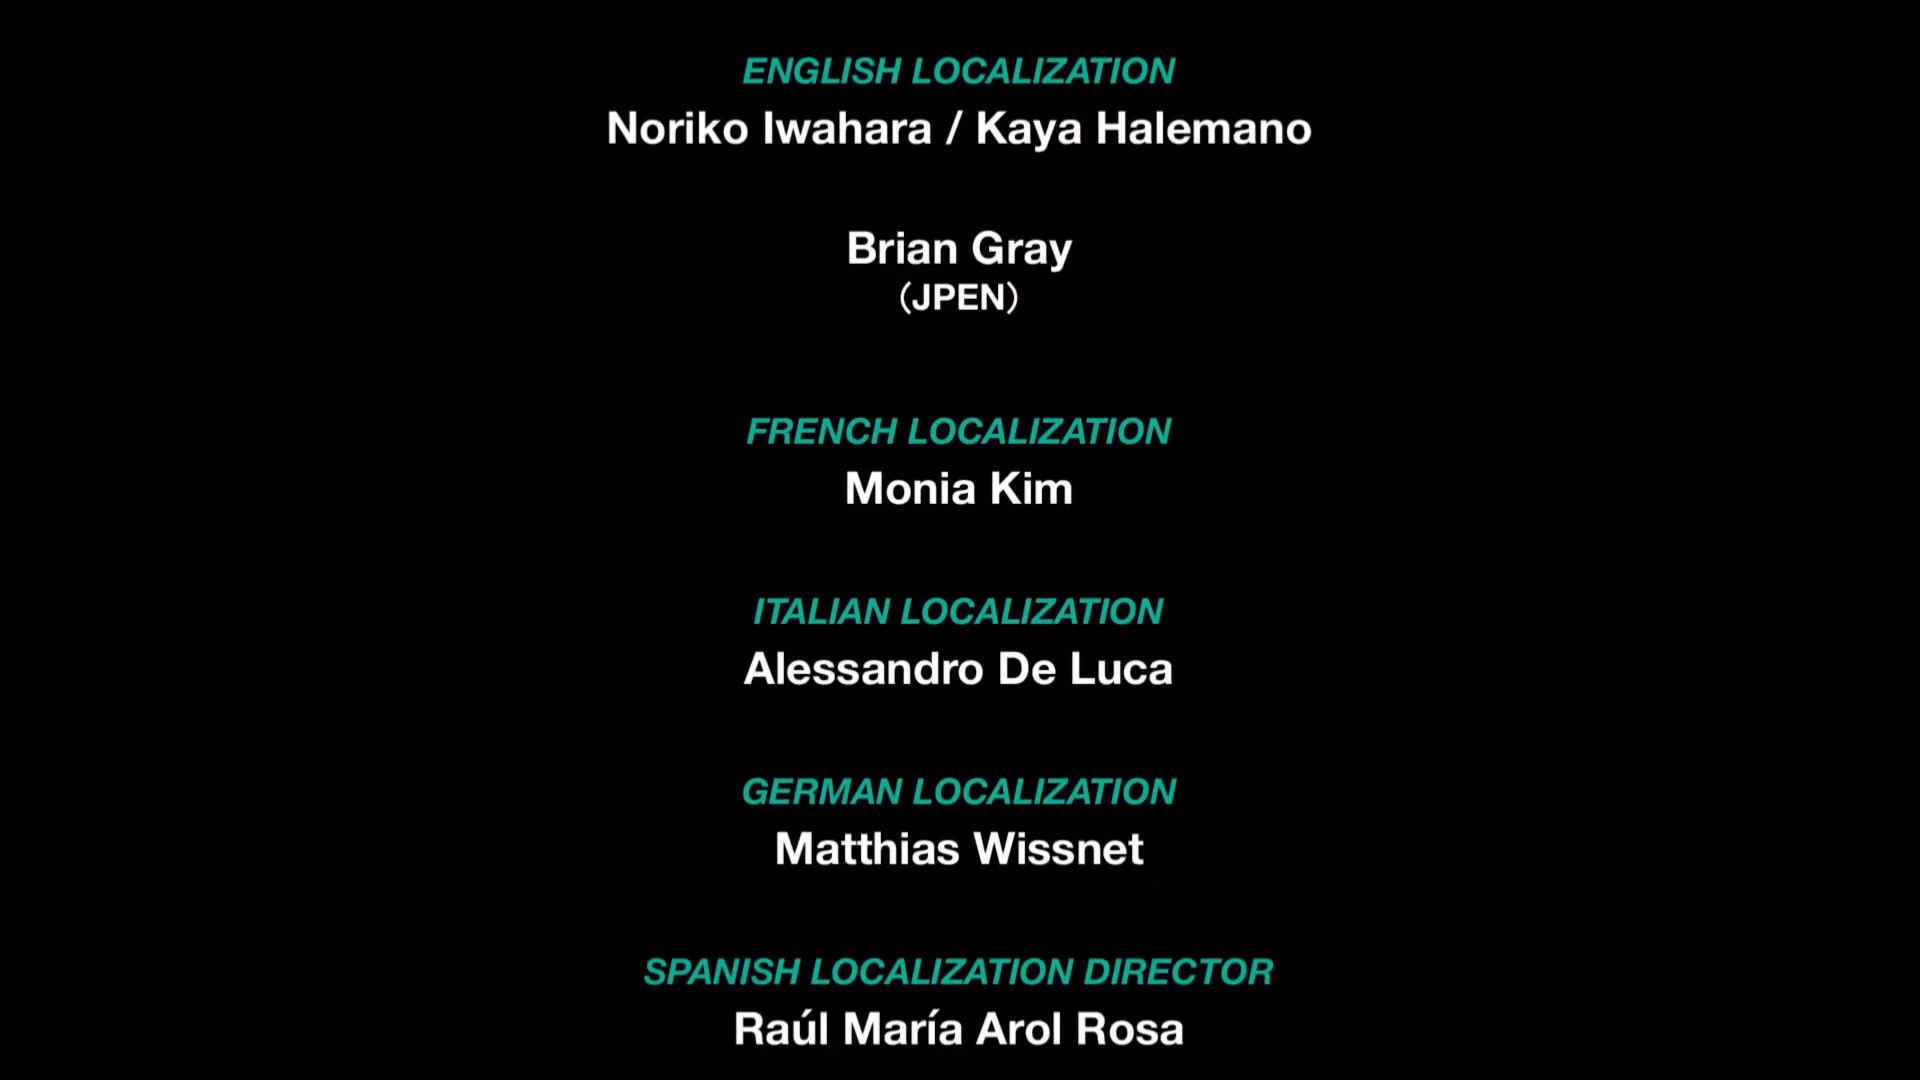 ENGLISH LOCALIZATION
Noriko Iwahara / Kaya Halemano
Brian Gray
（JPEN）
FRENCH LOCALIZATION
Monia Kim
ITALIAN LOCALIZATION
Alessandro De Luca
GERMAN LOCALIZATION
Matthias Wissnet
SPANISH LOCALIZATION DIRECTOR
Raúl María Arol Rosa